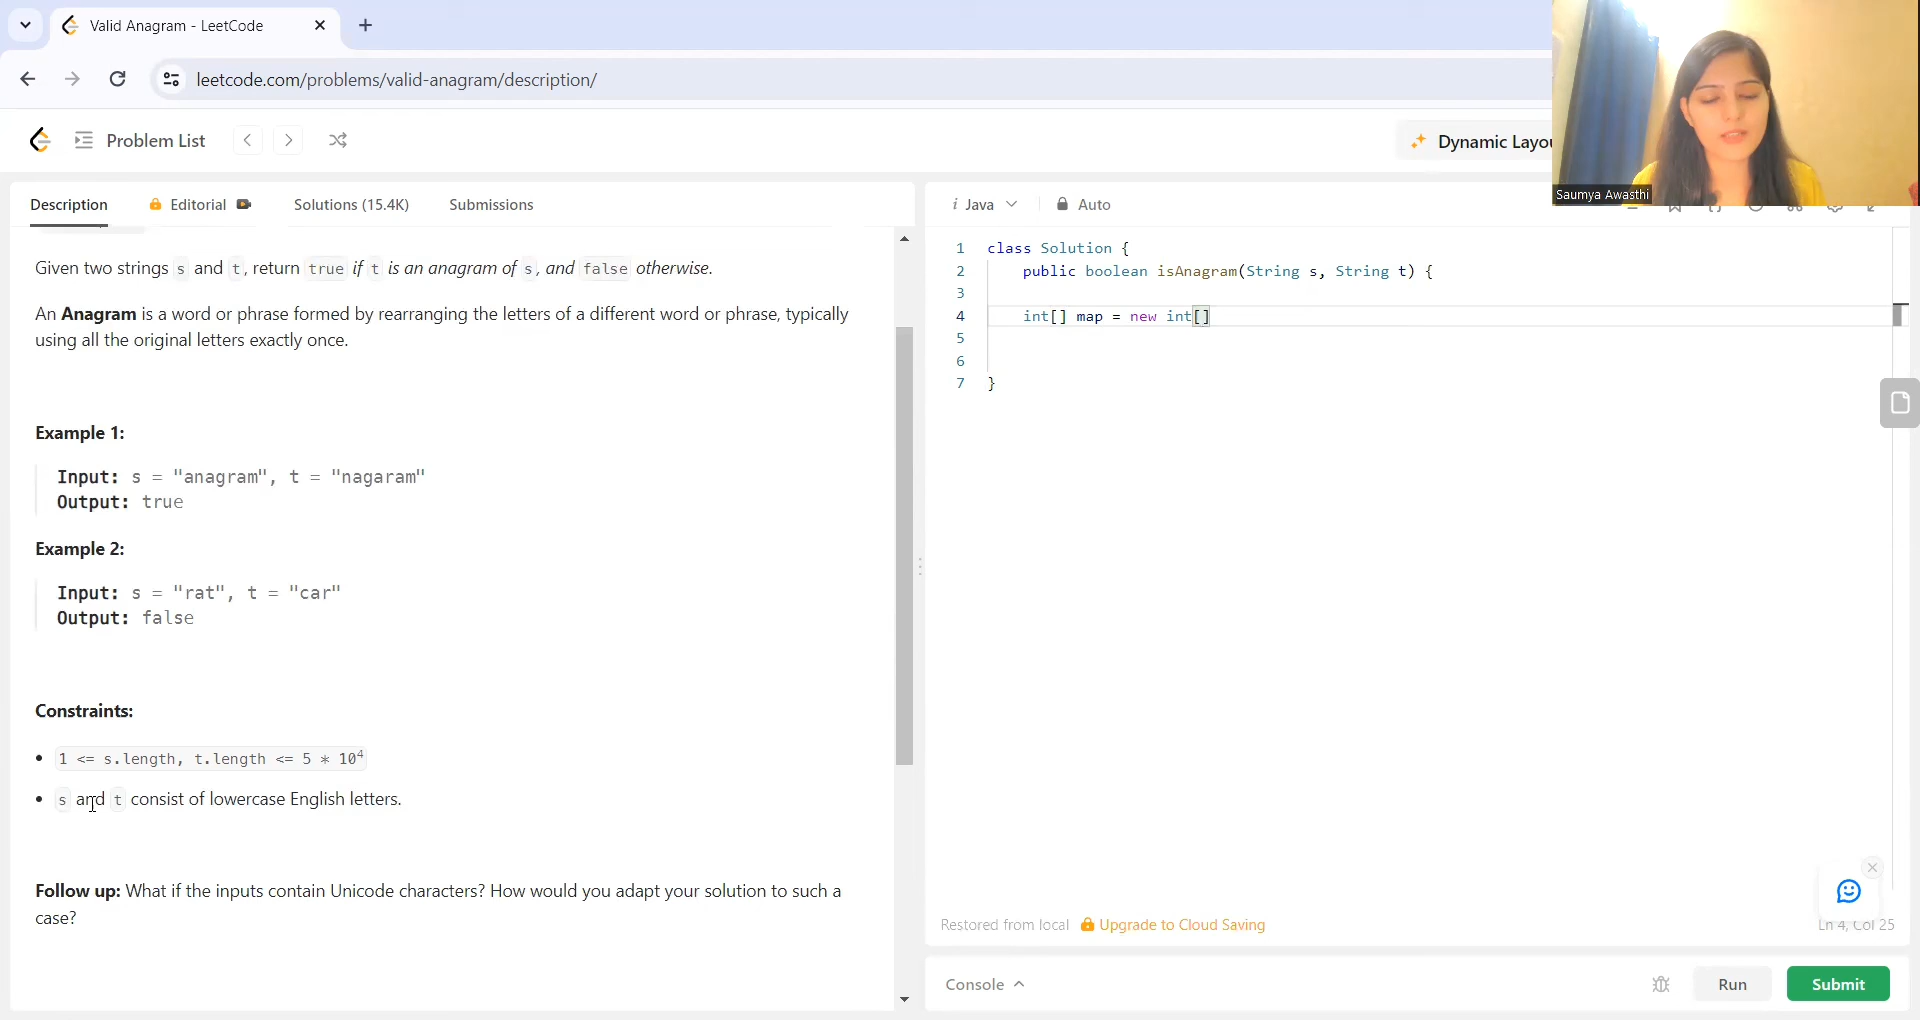 Valid Anagram - LeetCode
leetcode.com/problems/valid-anagram/description/
Problem List
Dynamic Layou
Saumya Awasthi
Description
Editorial
Solutions (15.4K)
Submissions
Given two strings s and t, return true if t is an anagram of s, and false otherwise.
An Anagram is a word or phrase formed by rearranging the letters of a different word or phrase, typically
using all the original letters exactly once.
Example 1:
Input: s = "anagram", t = "nagaram"
Output: true
Example 2:
Input: s = "rat", t = "car"
Output: false
Constraints:
• 1 <= s.length, t.length <= 5 * 10⁴
• s and t consist of lowercase English letters.
Follow up: What if the inputs contain Unicode characters? How would you adapt your solution to such a
case?
i Java
Auto
1 class Solution {
2 public boolean isAnagram(String s, String t) {
3
4 int[] map = new int[]
5
6
7 }
Restored from local
Upgrade to Cloud Saving
Ln 4, Col 25
Console
Run
Submit